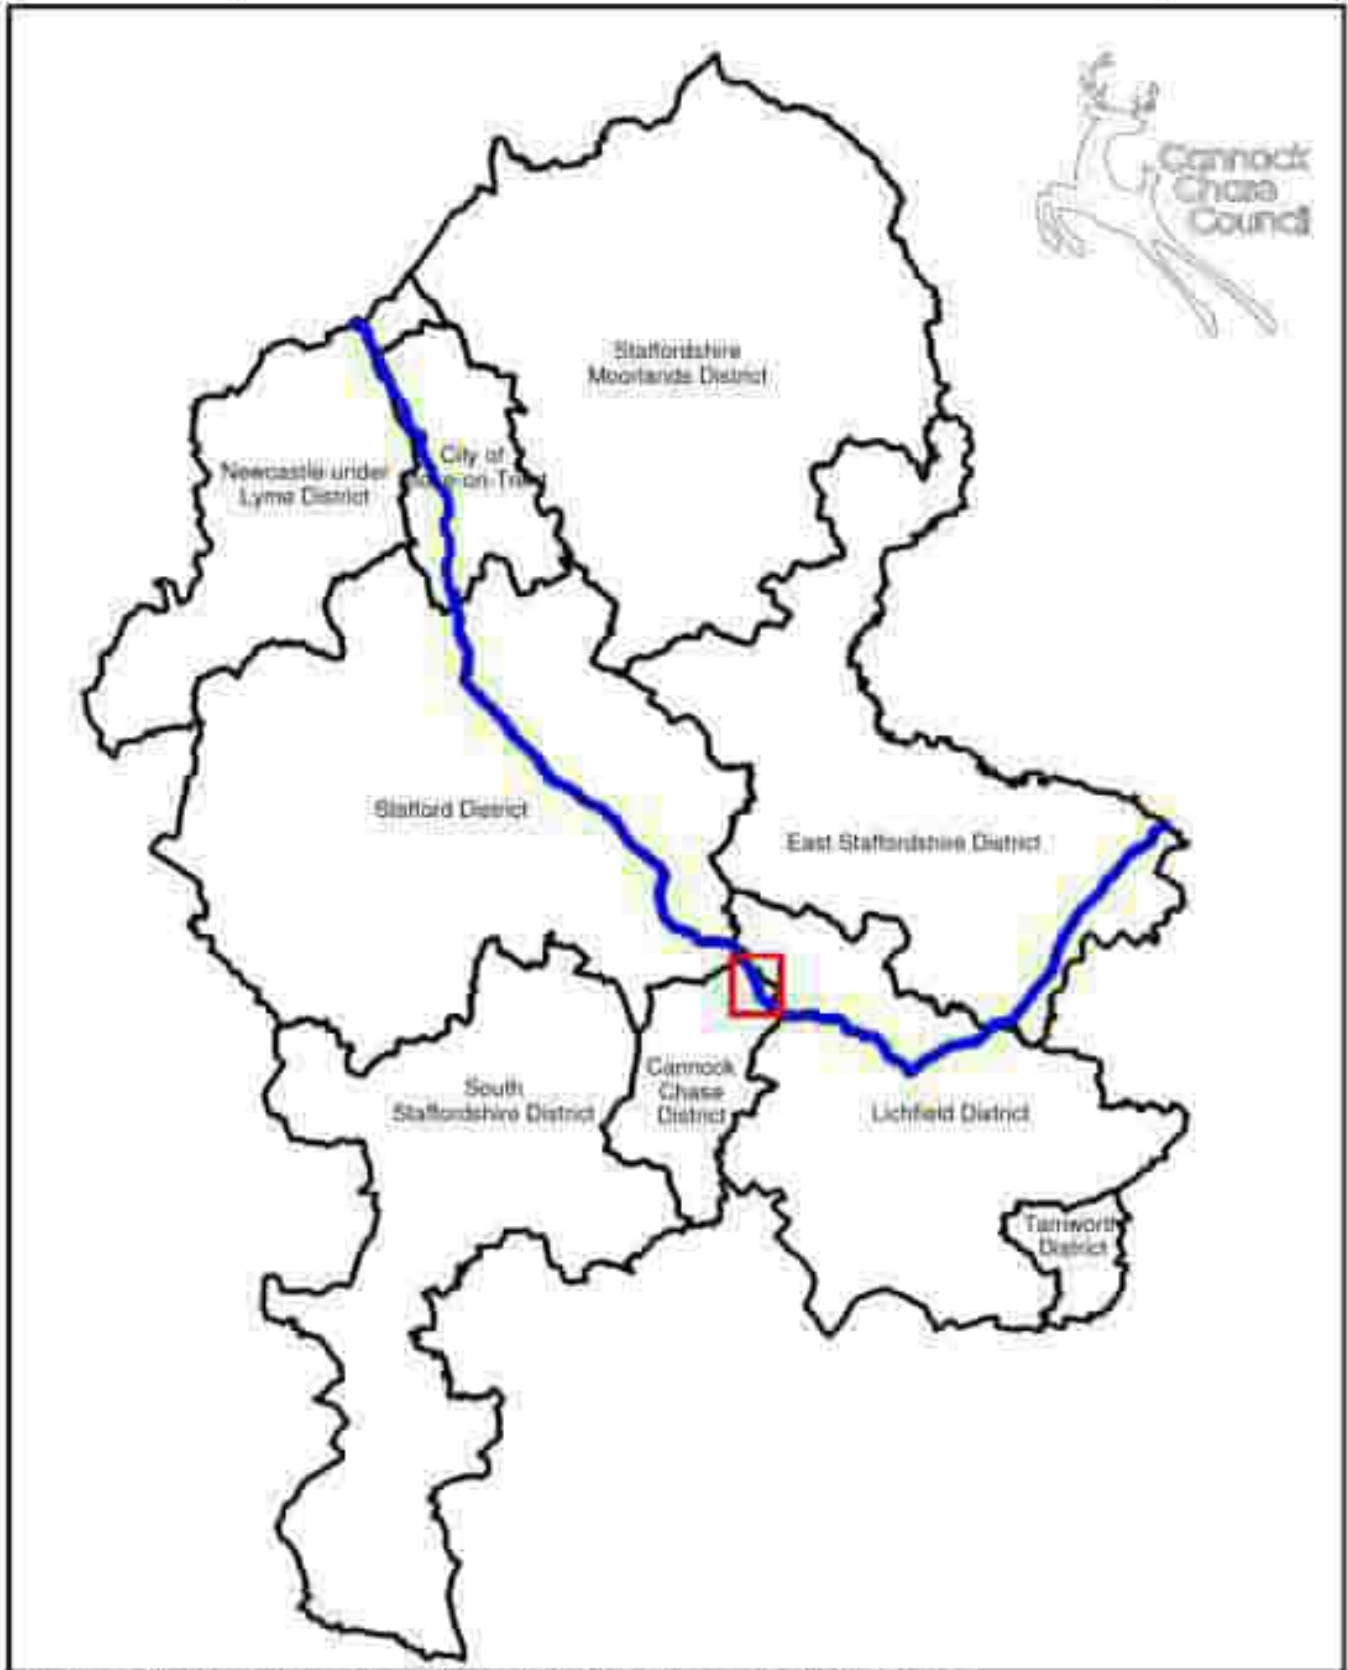 Cannock
Chase
Council
Staffordshire
Moorlands District
City of
Newcastle-under
Lyme District
Stafford District
East Staffordshire District
Cannock
Chase
District
South
Staffordshire District
Lichfield District
Tamworth
District